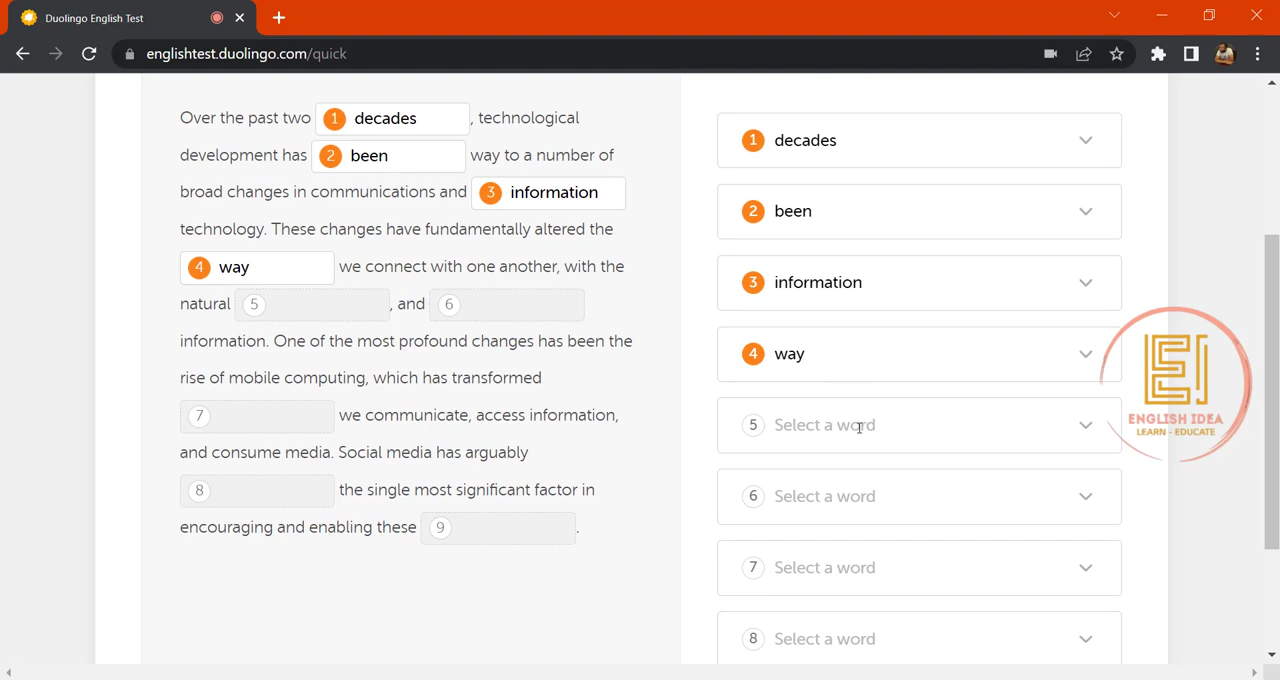 Duolingo English Test
englishtest.duolingo.com/quick
Over the past two 1 decades , technological
development has 2 been way to a number of
broad changes in communications and 3 information
technology. These changes have fundamentally altered the
4 way we connect with one another, with the
natural 5 , and 6
information. One of the most profound changes has been the
rise of mobile computing, which has transformed
7 we communicate, access information,
and consume media. Social media has arguably
8 the single most significant factor in
encouraging and enabling these 9 .
1 decades
2 been
3 information
4 way
5 Select a word
6 Select a word
7 Select a word
8 Select a word
EI
ENGLISH IDEA
LEARN - EDUCATE